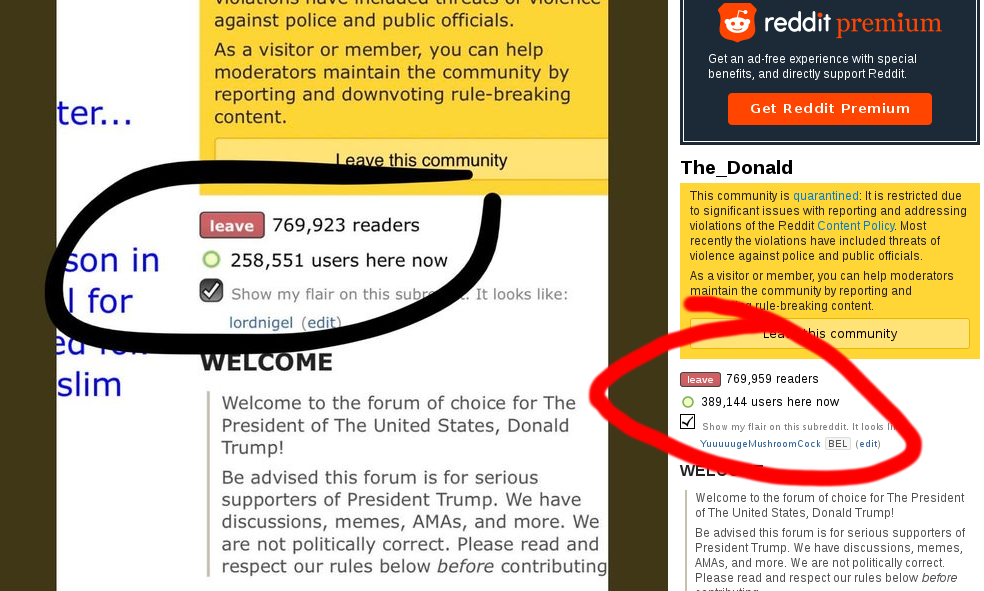 violations have included threats of violence
against police and public officials.
As a visitor or member, you can help
moderators maintain the community by
reporting and downvoting rule-breaking
content.
Leave this community
ter...
leave 769,923 readers
258,551 users here now
son in
Show my flair on this subreddit. It looks like:
l for
lordnigel (edit)
slim
WELCOME
Welcome to the forum of choice for The
President of The United States, Donald
Trump!
Be advised this forum is for serious
supporters of President Trump. We have
discussions, memes, AMAs, and more. We
are not politically correct. Please read and
respect our rules below before contributing
reddit premium
Get an ad-free experience with special
benefits, and directly support Reddit.
Get Reddit Premium
The_Donald
This community is quarantined: It is restricted due
to significant issues with reporting and addressing
violations of the Reddit Content Policy. Most
recently the violations have included threats of
violence against police and public officials.
As a visitor or member, you can help moderators
maintain the community by reporting and
rule-breaking content.
Leave this community
leave 769,959 readers
389,144 users here now
Show my flair on this subreddit. It looks
YuuuuugeMushroomCock BEL (edit)
WELCOME
Welcome to the forum of choice for The President
of The United States, Donald Trump!
Be advised this forum is for serious supporters of
President Trump. We have discussions, memes,
AMAs, and more. We are not politically correct.
Please read and respect our rules below before